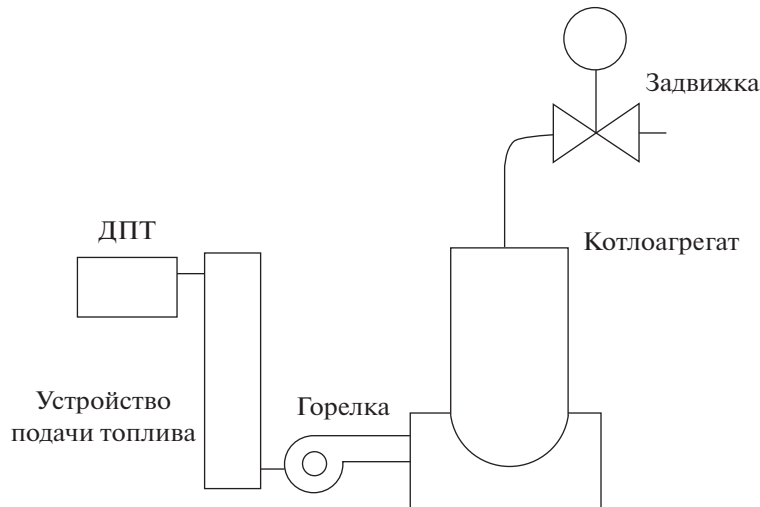 Задвижка
ДПТ
Котлоагрегат
Устройство
подачи топлива
Горелка